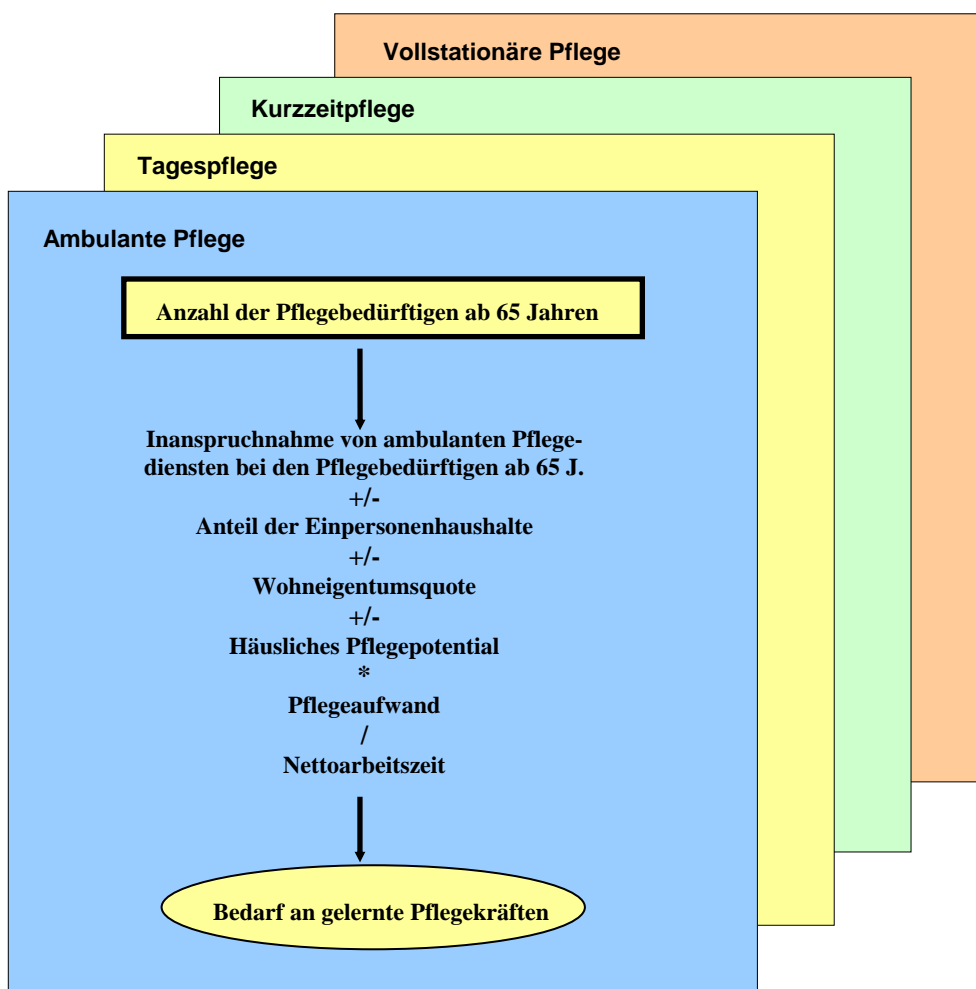 Vollstationäre Pflege
Kurzzeitpflege
Tagespflege
Ambulante Pflege
Anzahl der Pflegebedürftigen ab 65 Jahren
Inanspruchnahme von ambulanten Pflege-
diensten bei den Pflegebedürftigen ab 65 J.
+/-
Anteil der Einpersonenhaushalte
+/-
Wohneigentumsquote
+/-
Häusliches Pflegepotential
*
Pflegeaufwand
/
Nettoarbeitszeit
Bedarf an gelernte Pflegekräften